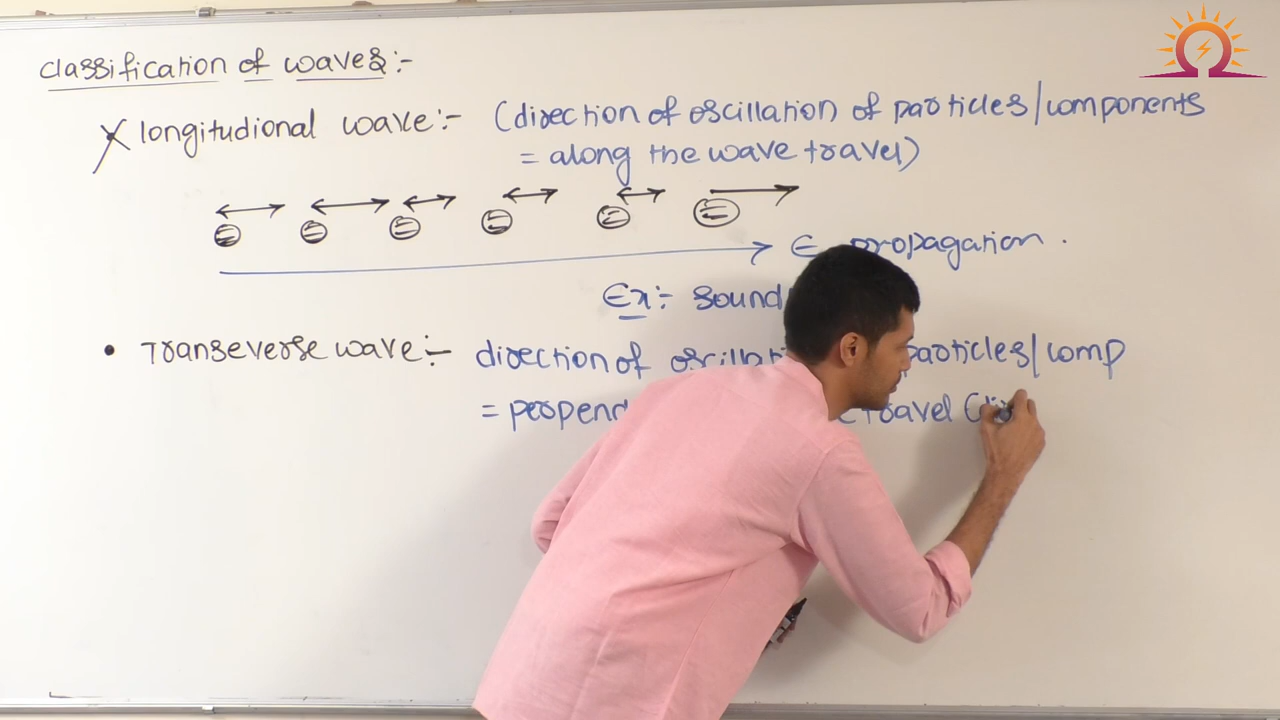 classification of waves:-
longitudional wave:- (direction of oscillation of particles/components
= along the wave travel)
E propagation.
Ex:- sound
• Transeverse wave:- direction of particles/comp
= travel